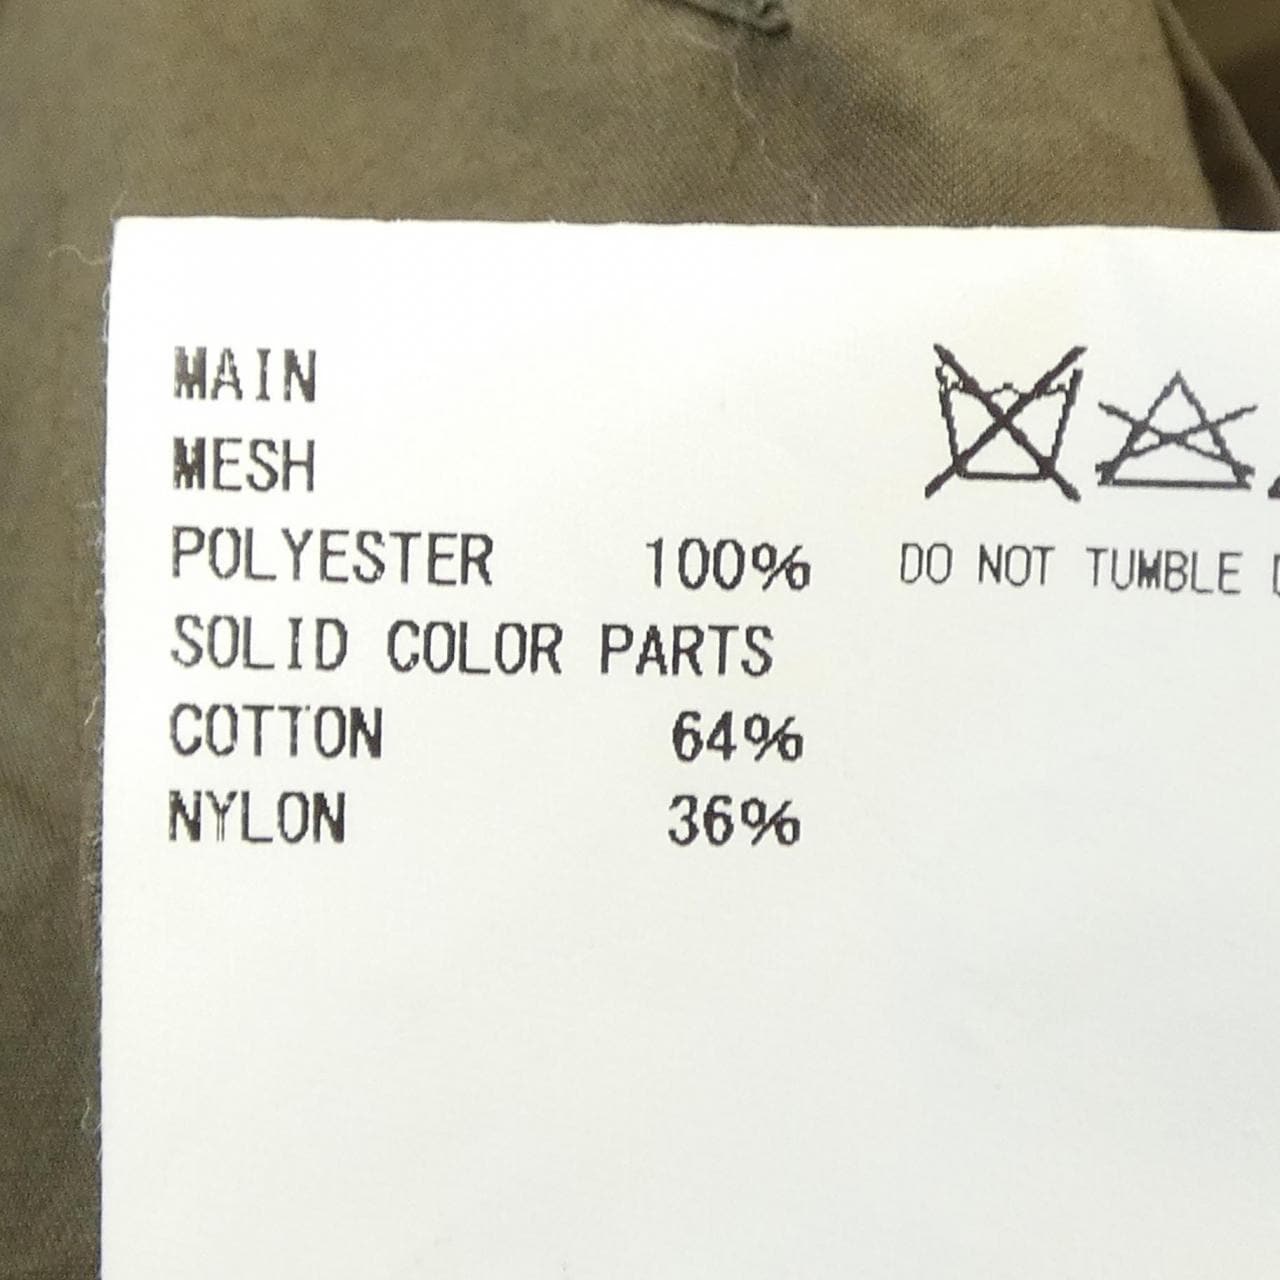 MAIN
MESH
POLYESTER 100%
SOLID COLOR PARTS
COTTON 64%
NYLON 36%
DO NOT TUMBLE